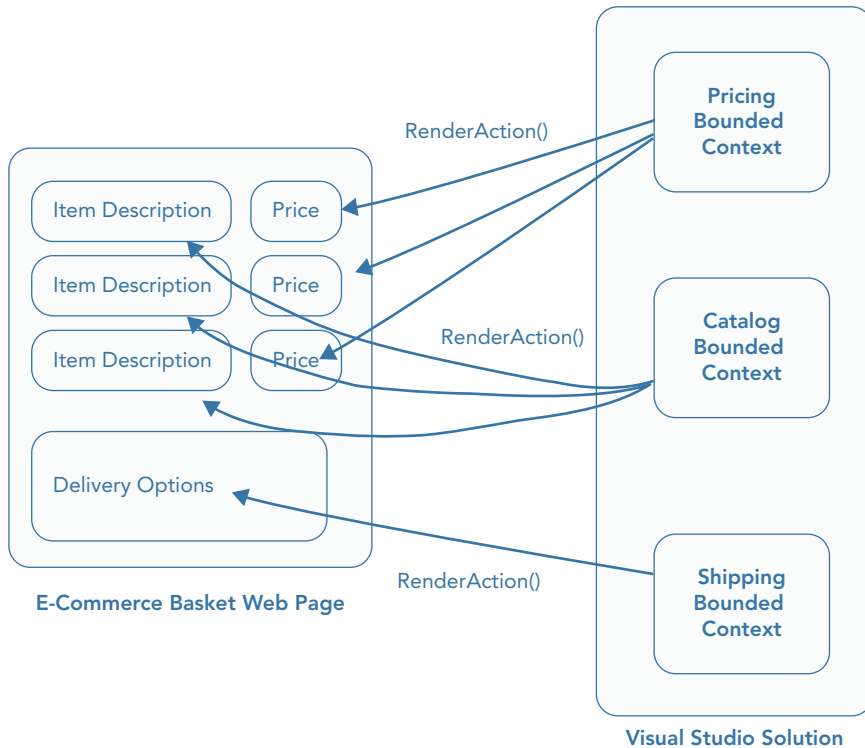 Pricing
Bounded
Context
RenderAction()
Item Description
Price
Item Description
Price
Item Description
Price
RenderAction()
Catalog
Bounded
Context
Delivery Options
RenderAction()
Shipping
Bounded
Context
E-Commerce Basket Web Page
Visual Studio Solution